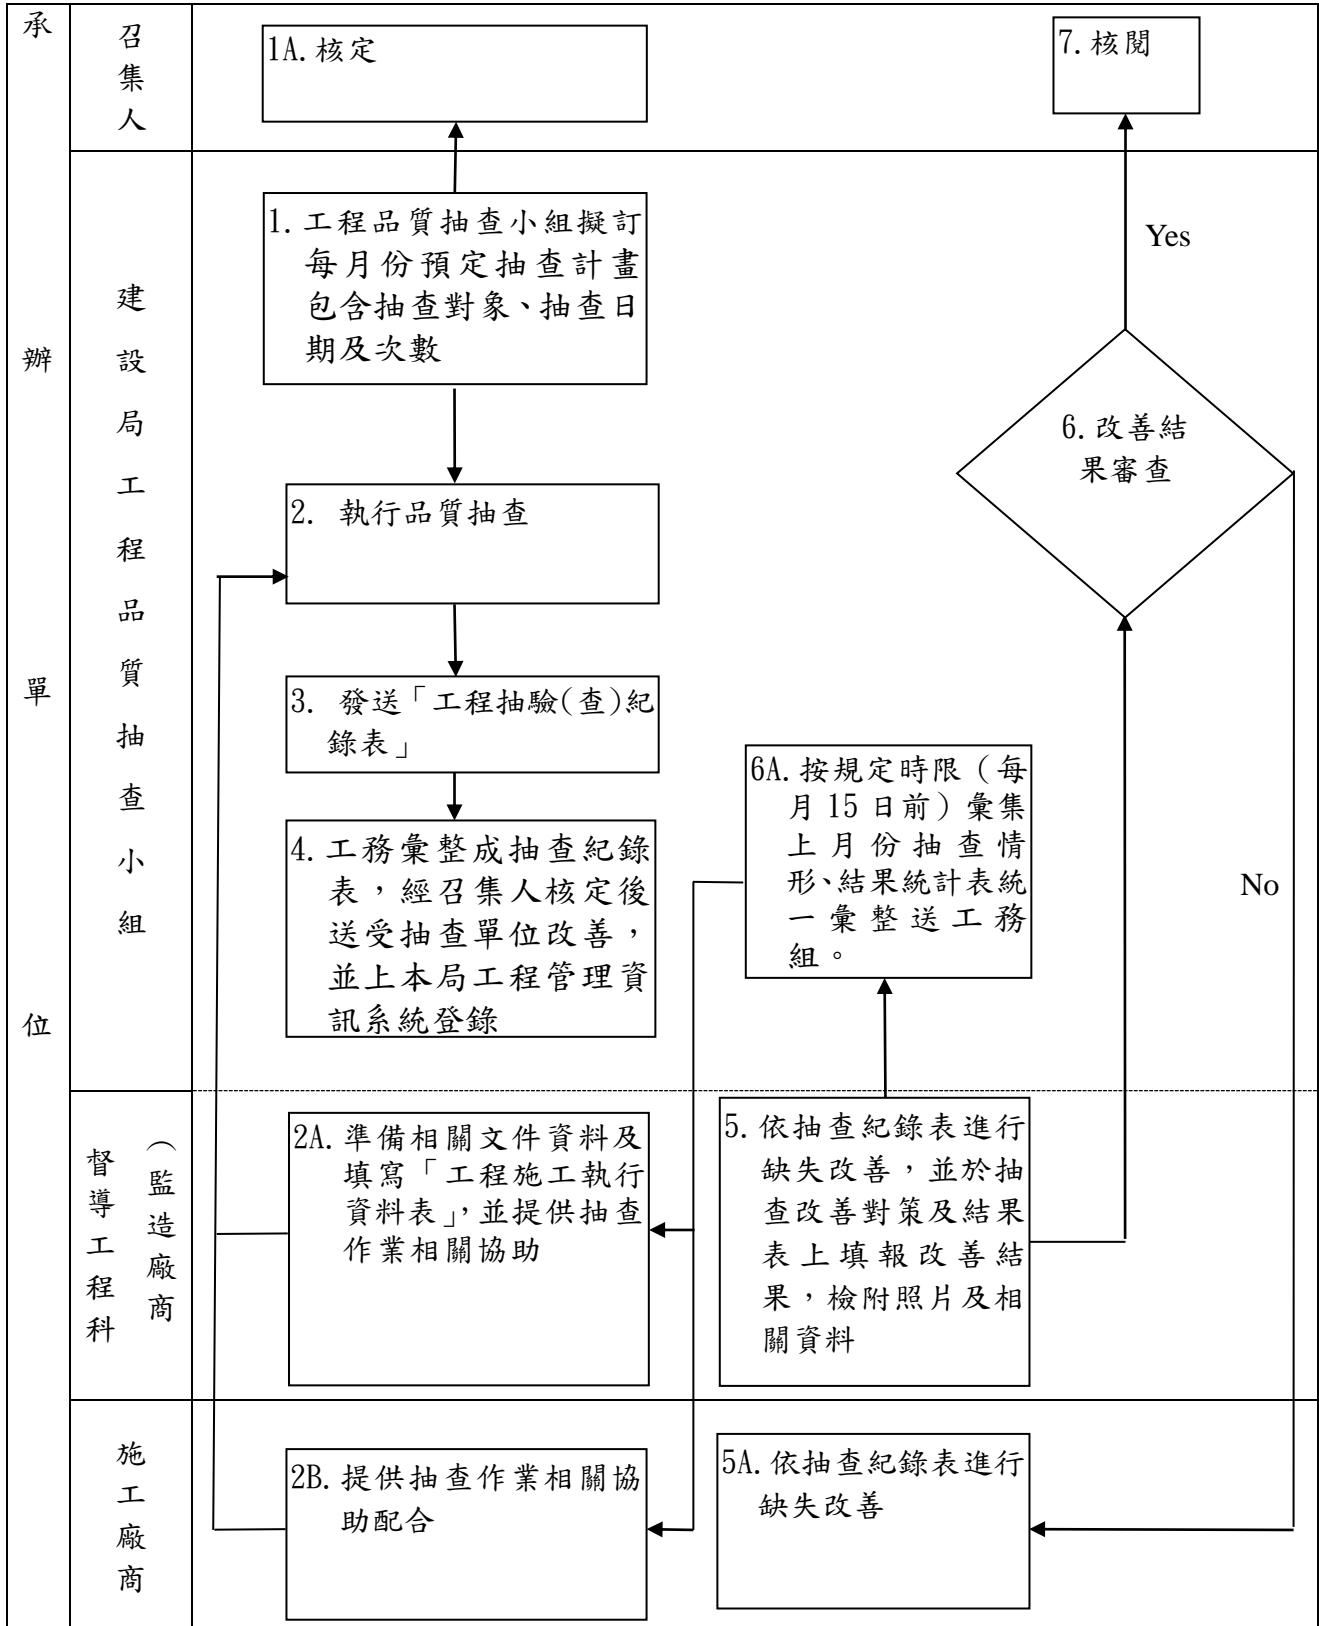 承辦單位
召集人
1A.核定
7.核閱
建設局工程品質抽查小組
1.工程品質抽查小組擬訂
每月份預定抽查計畫
包含抽查對象、抽查日
期及次數
Yes
6.改善結
果審查
2. 執行品質抽查
3. 發送「工程抽驗(查)紀
錄表」
4.工務彙整成抽查紀錄
表，經召集人核定後
送受抽查單位改善，
並上本局工程管理資
訊系統登錄
6A.按規定時限（每
月 15 日前）彙集
上月份抽查情
形、結果統計表統
一彙整送工務
組。
No
督導工程科
（監造廠商
2A.準備相關文件資料及
填寫「工程施工執行
資料表」，並提供抽查
作業相關協助
5.依抽查紀錄表進行
缺失改善，並於抽
查改善對策及結果
表上填報改善結
果，檢附照片及相
關資料
施工廠商
2B.提供抽查作業相關協
助配合
5A.依抽查紀錄表進行
缺失改善